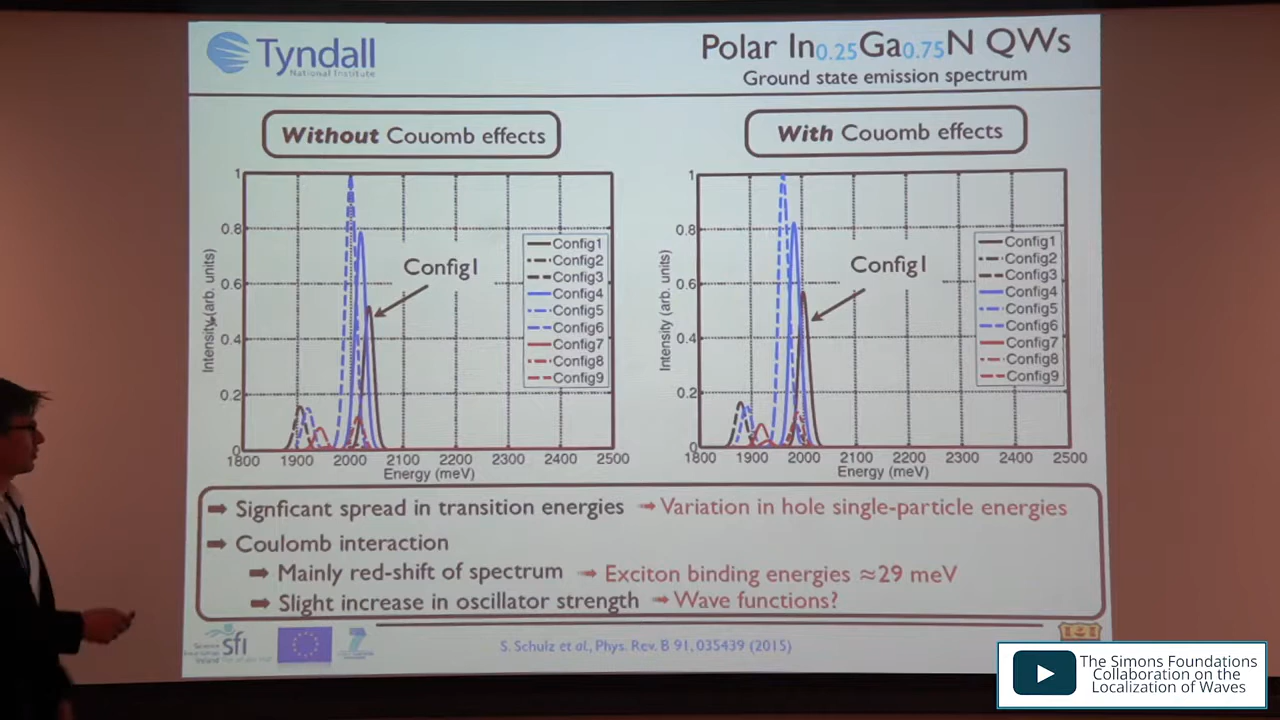 Tyndall
National Institute
Polar In0.25Ga0.75N QWs
Ground state emission spectrum
Without Couomb effects
With Couomb effects
1
0.8
0.6
0.4
0.2
0
1800 1900 2000 2100 2200 2300 2400 2500
Energy (meV)
Intensity (arb. units)
Config1
Config1
Config2
Config3
Config4
Config5
Config6
Config7
Config8
Config9
1
0.8
0.6
0.4
0.2
0
1800 1900 2000 2100 2200 2300 2400 2500
Energy (meV)
Intensity (arb. units)
Config1
Config1
Config2
Config3
Config4
Config5
Config6
Config7
Config8
Config9
➡ Signficant spread in transition energies ➡ Variation in hole single-particle energies
➡ Coulomb interaction
➡ Mainly red-shift of spectrum ➡ Exciton binding energies ≈29 meV
➡ Slight increase in oscillator strength ➡ Wave functions?
sfi
S. Schulz et al., Phys. Rev. B 91, 035439 (2015)
The Simons Foundations
Collaboration on the
Localization of Waves